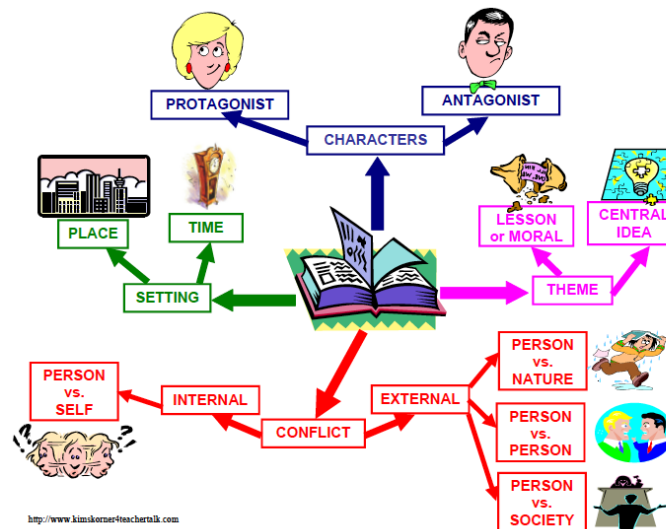 PROTAGONIST
ANTAGONIST
CHARACTERS
PLACE
TIME
SETTING
LESSON
or MORAL
CENTRAL
IDEA
THEME
PERSON
vs.
SELF
INTERNAL
CONFLICT
EXTERNAL
PERSON
vs.
NATURE
PERSON
vs.
PERSON
PERSON
vs.
SOCIETY
http://www.kimskorner4teachertalk.com